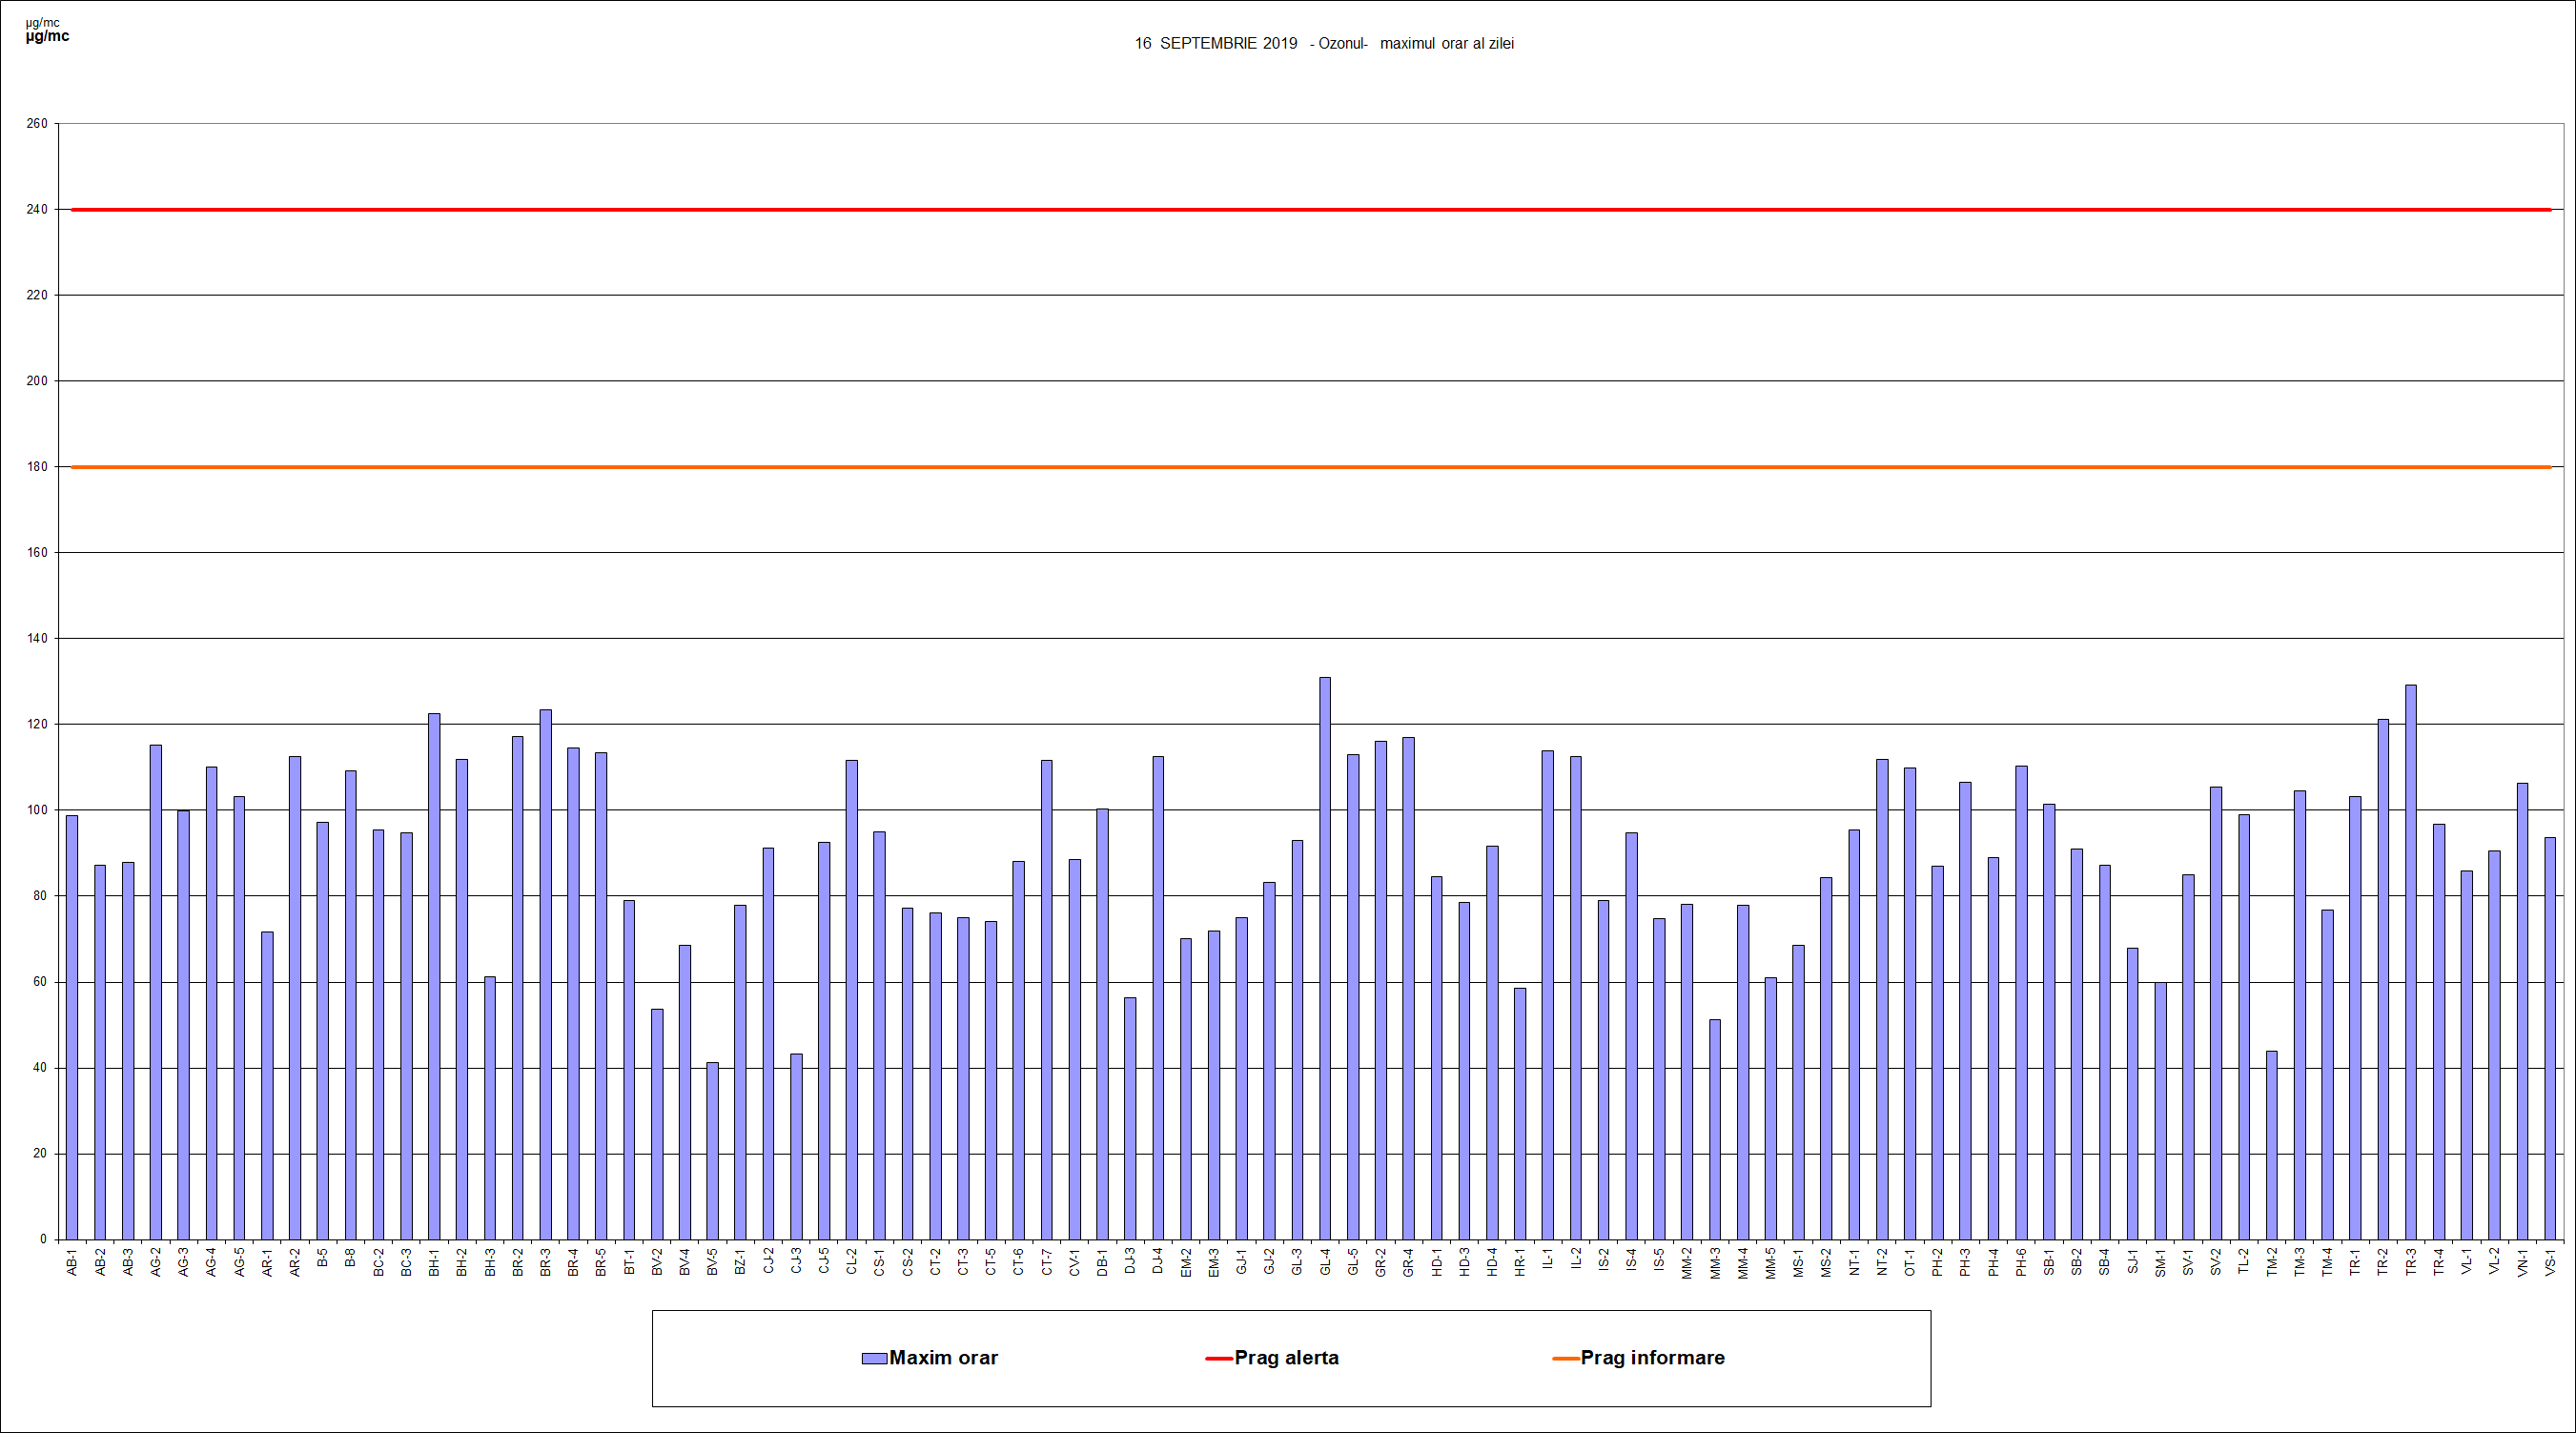 µg/mc
µg/mc
16 SEPTEMBRIE 2019 - Ozonul- maximul orar al zilei
260
240
220
200
180
160
140
120
100
80
60
40
20
0
AB-1 AB-2 AB-3 AG-2 AG-3 AG-4 AG-5 AR-1 AR-2 B-5 B-8 BC-2 BC-3 BH-1 BH-2 BH-3 BR-2 BR-3 BR-4 BR-5 BT-1 BV-2 BV-4 BV-5 BZ-1 CJ-2 CJ-3 CJ-5 CL-2 CS-1 CS-2 CT-2 CT-3 CT-5 CT-6 CT-7 CV-1 DB-1 DJ-3 DJ-4 EM-2 EM-3 GJ-1 GJ-2 GL-3 GL-4 GL-5 GR-2 GR-4 HD-1 HD-3 HD-4 HR-1 IL-1 IL-2 IS-2 IS-4 IS-5 MM-2 MM-3 MM-4 MM-5 MS-1 MS-2 NT-1 NT-2 OT-1 PH-2 PH-3 PH-4 PH-6 SB-1 SB-2 SB-4 SJ-1 SM-1 SV-1 SV-2 TL-2 TM-2 TM-3 TM-4 TR-1 TR-2 TR-3 TR-4 VL-1 VL-2 VN-1 VS-1
Maxim orar Prag alerta Prag informare